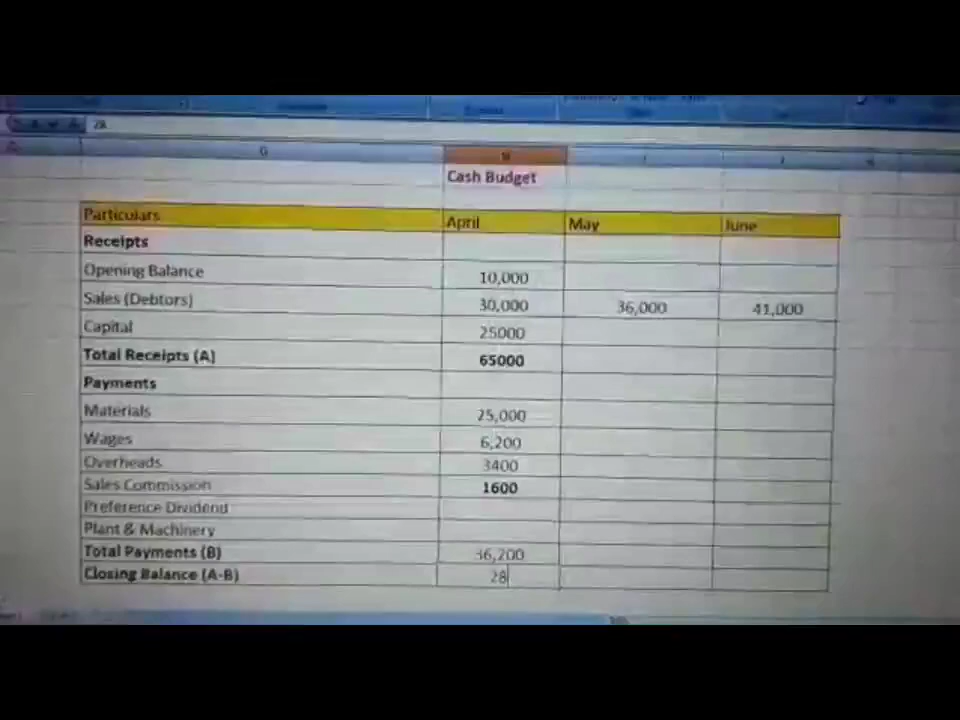 28
Cash Budget
Particulars April May June
Receipts
Opening Balance 10,000
Sales (Debtors) 30,000 36,000 41,000
Capital 25000
Total Receipts (A) 65000
Payments
Materials 25,000
Wages 6,200
Overheads 3400
Sales Commission 1600
Preference Dividend
Plant & Machinery
Total Payments (B) 36,200
Closing Balance (A-B) 28